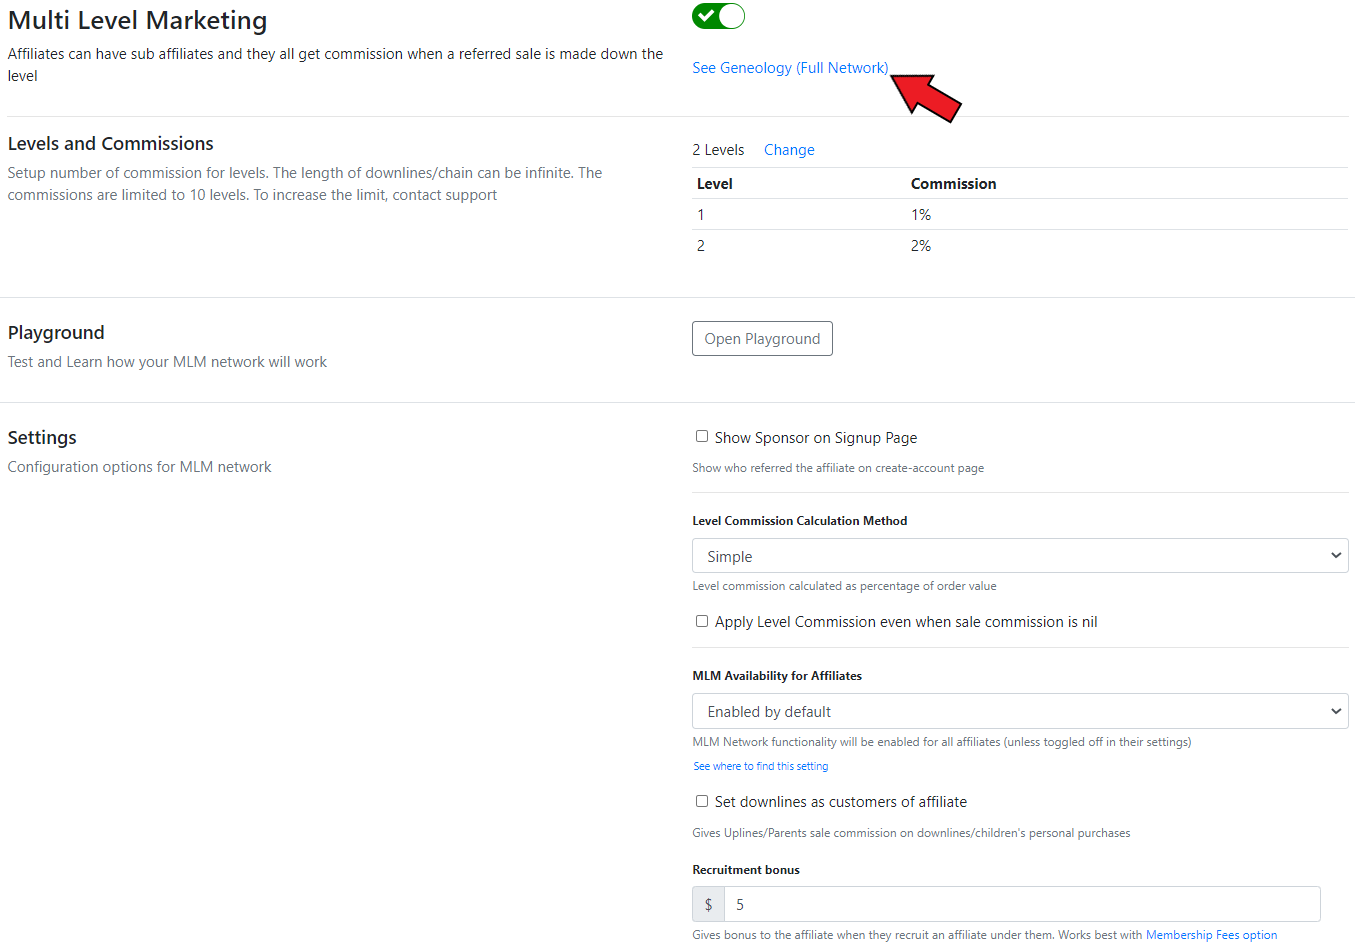 Multi Level Marketing
Affiliates can have sub affiliates and they all get commission when a referred sale is made down the
level
See Geneology (Full Network)
Levels and Commissions
Setup number of commission for levels. The length of downlines/chain can be infinite. The
commissions are limited to 10 levels. To increase the limit, contact support
2 Levels Change
Level Commission
1 1%
2 2%
Playground
Test and Learn how your MLM network will work
Open Playground
Settings
Configuration options for MLM network
Show Sponsor on Signup Page
Show who referred the affiliate on create-account page
Level Commission Calculation Method
Simple
Level commission calculated as percentage of order value
Apply Level Commission even when sale commission is nil
MLM Availability for Affiliates
Enabled by default
MLM Network functionality will be enabled for all affiliates (unless toggled off in their settings)
See where to find this setting
Set downlines as customers of affiliate
Gives Uplines/Parents sale commission on downlines/children's personal purchases
Recruitment bonus
$ 5
Gives bonus to the affiliate when they recruit an affiliate under them. Works best with Membership Fees option